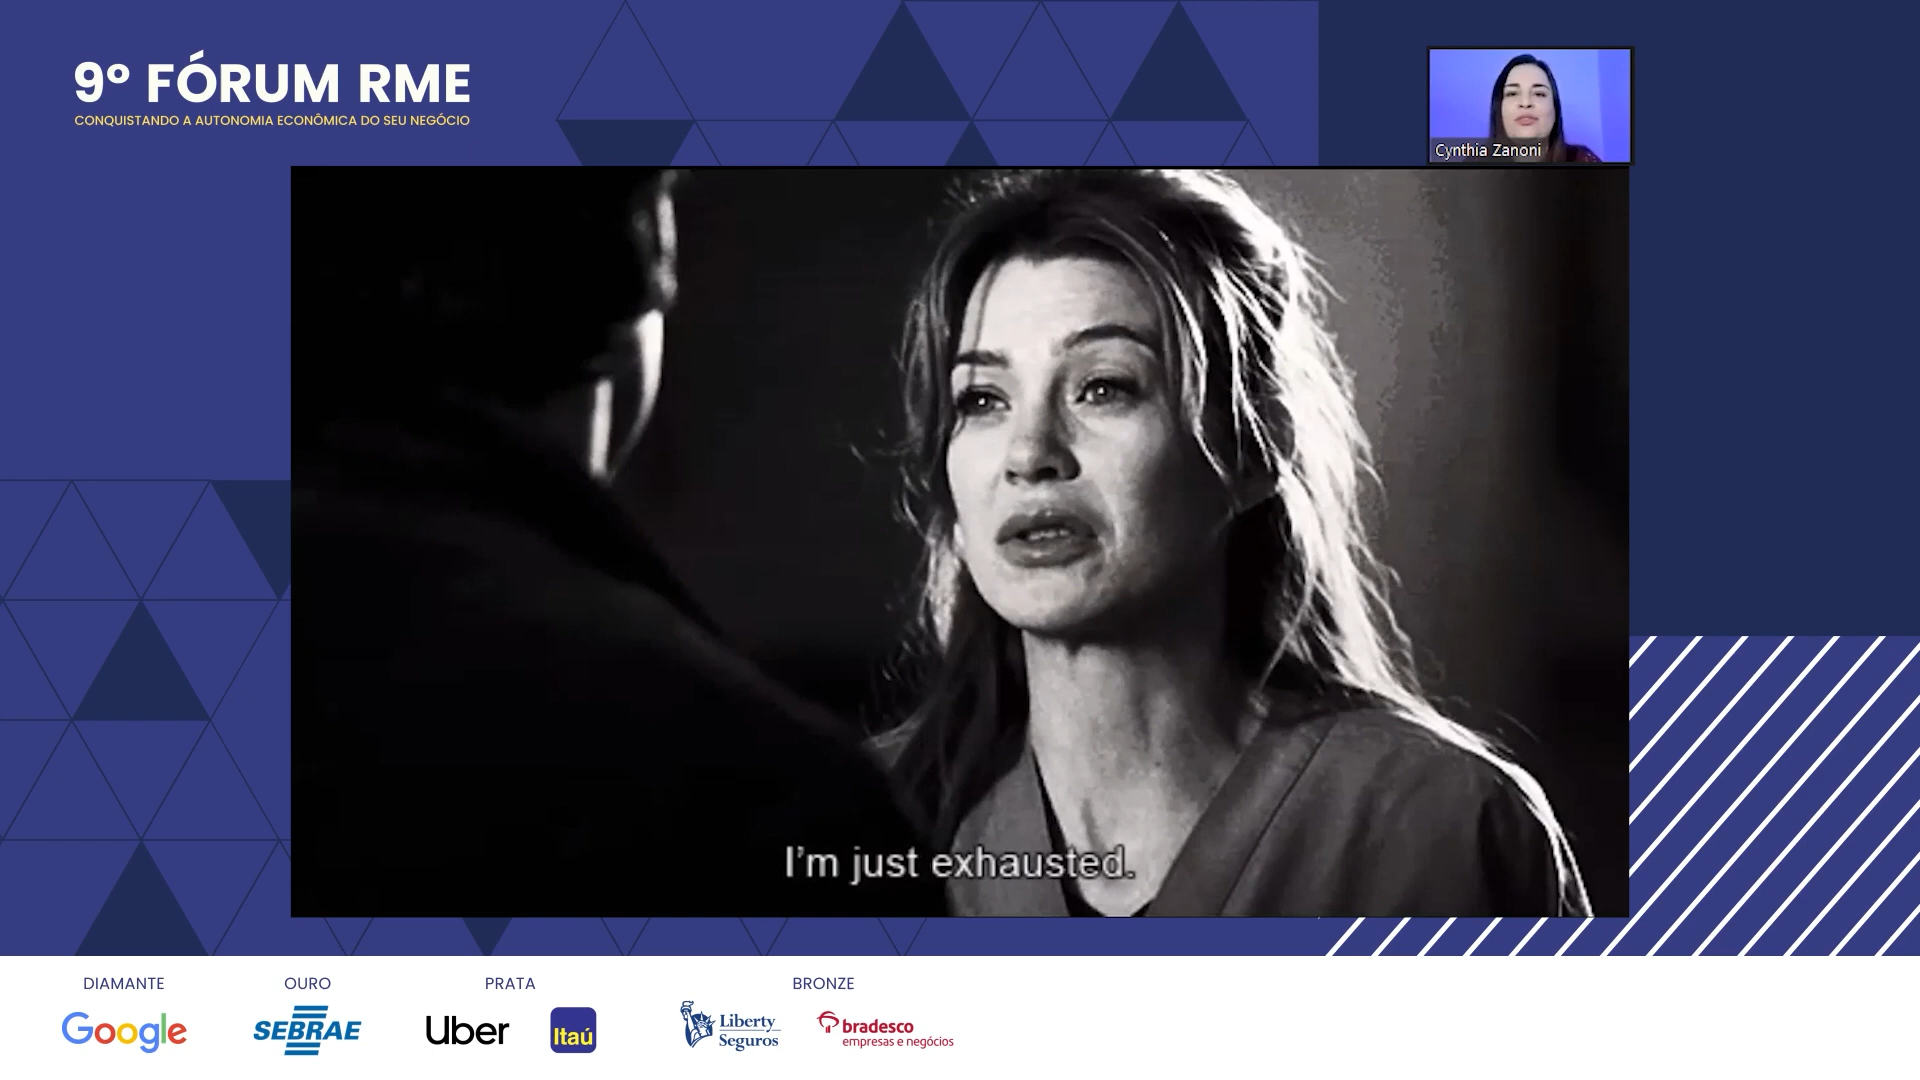 9º FÓRUM RME
CONQUISTANDO A AUTONOMIA ECONÔMICA DO SEU NEGÓCIO
Cynthia Zanoni
I'm just exhausted.
DIAMANTE
OURO
PRATA
BRONZE
Google
SEBRAE
Uber
Itaú
Liberty
Seguros
bradesco
empresas e negócios